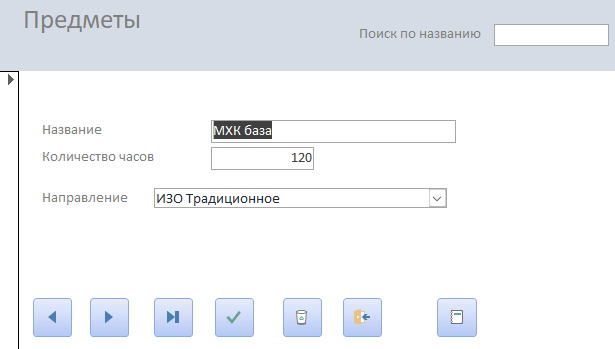 Предметы
Поиск по названию
Название
МХК база
Количество часов
120
Направление
ИЗО Традиционное